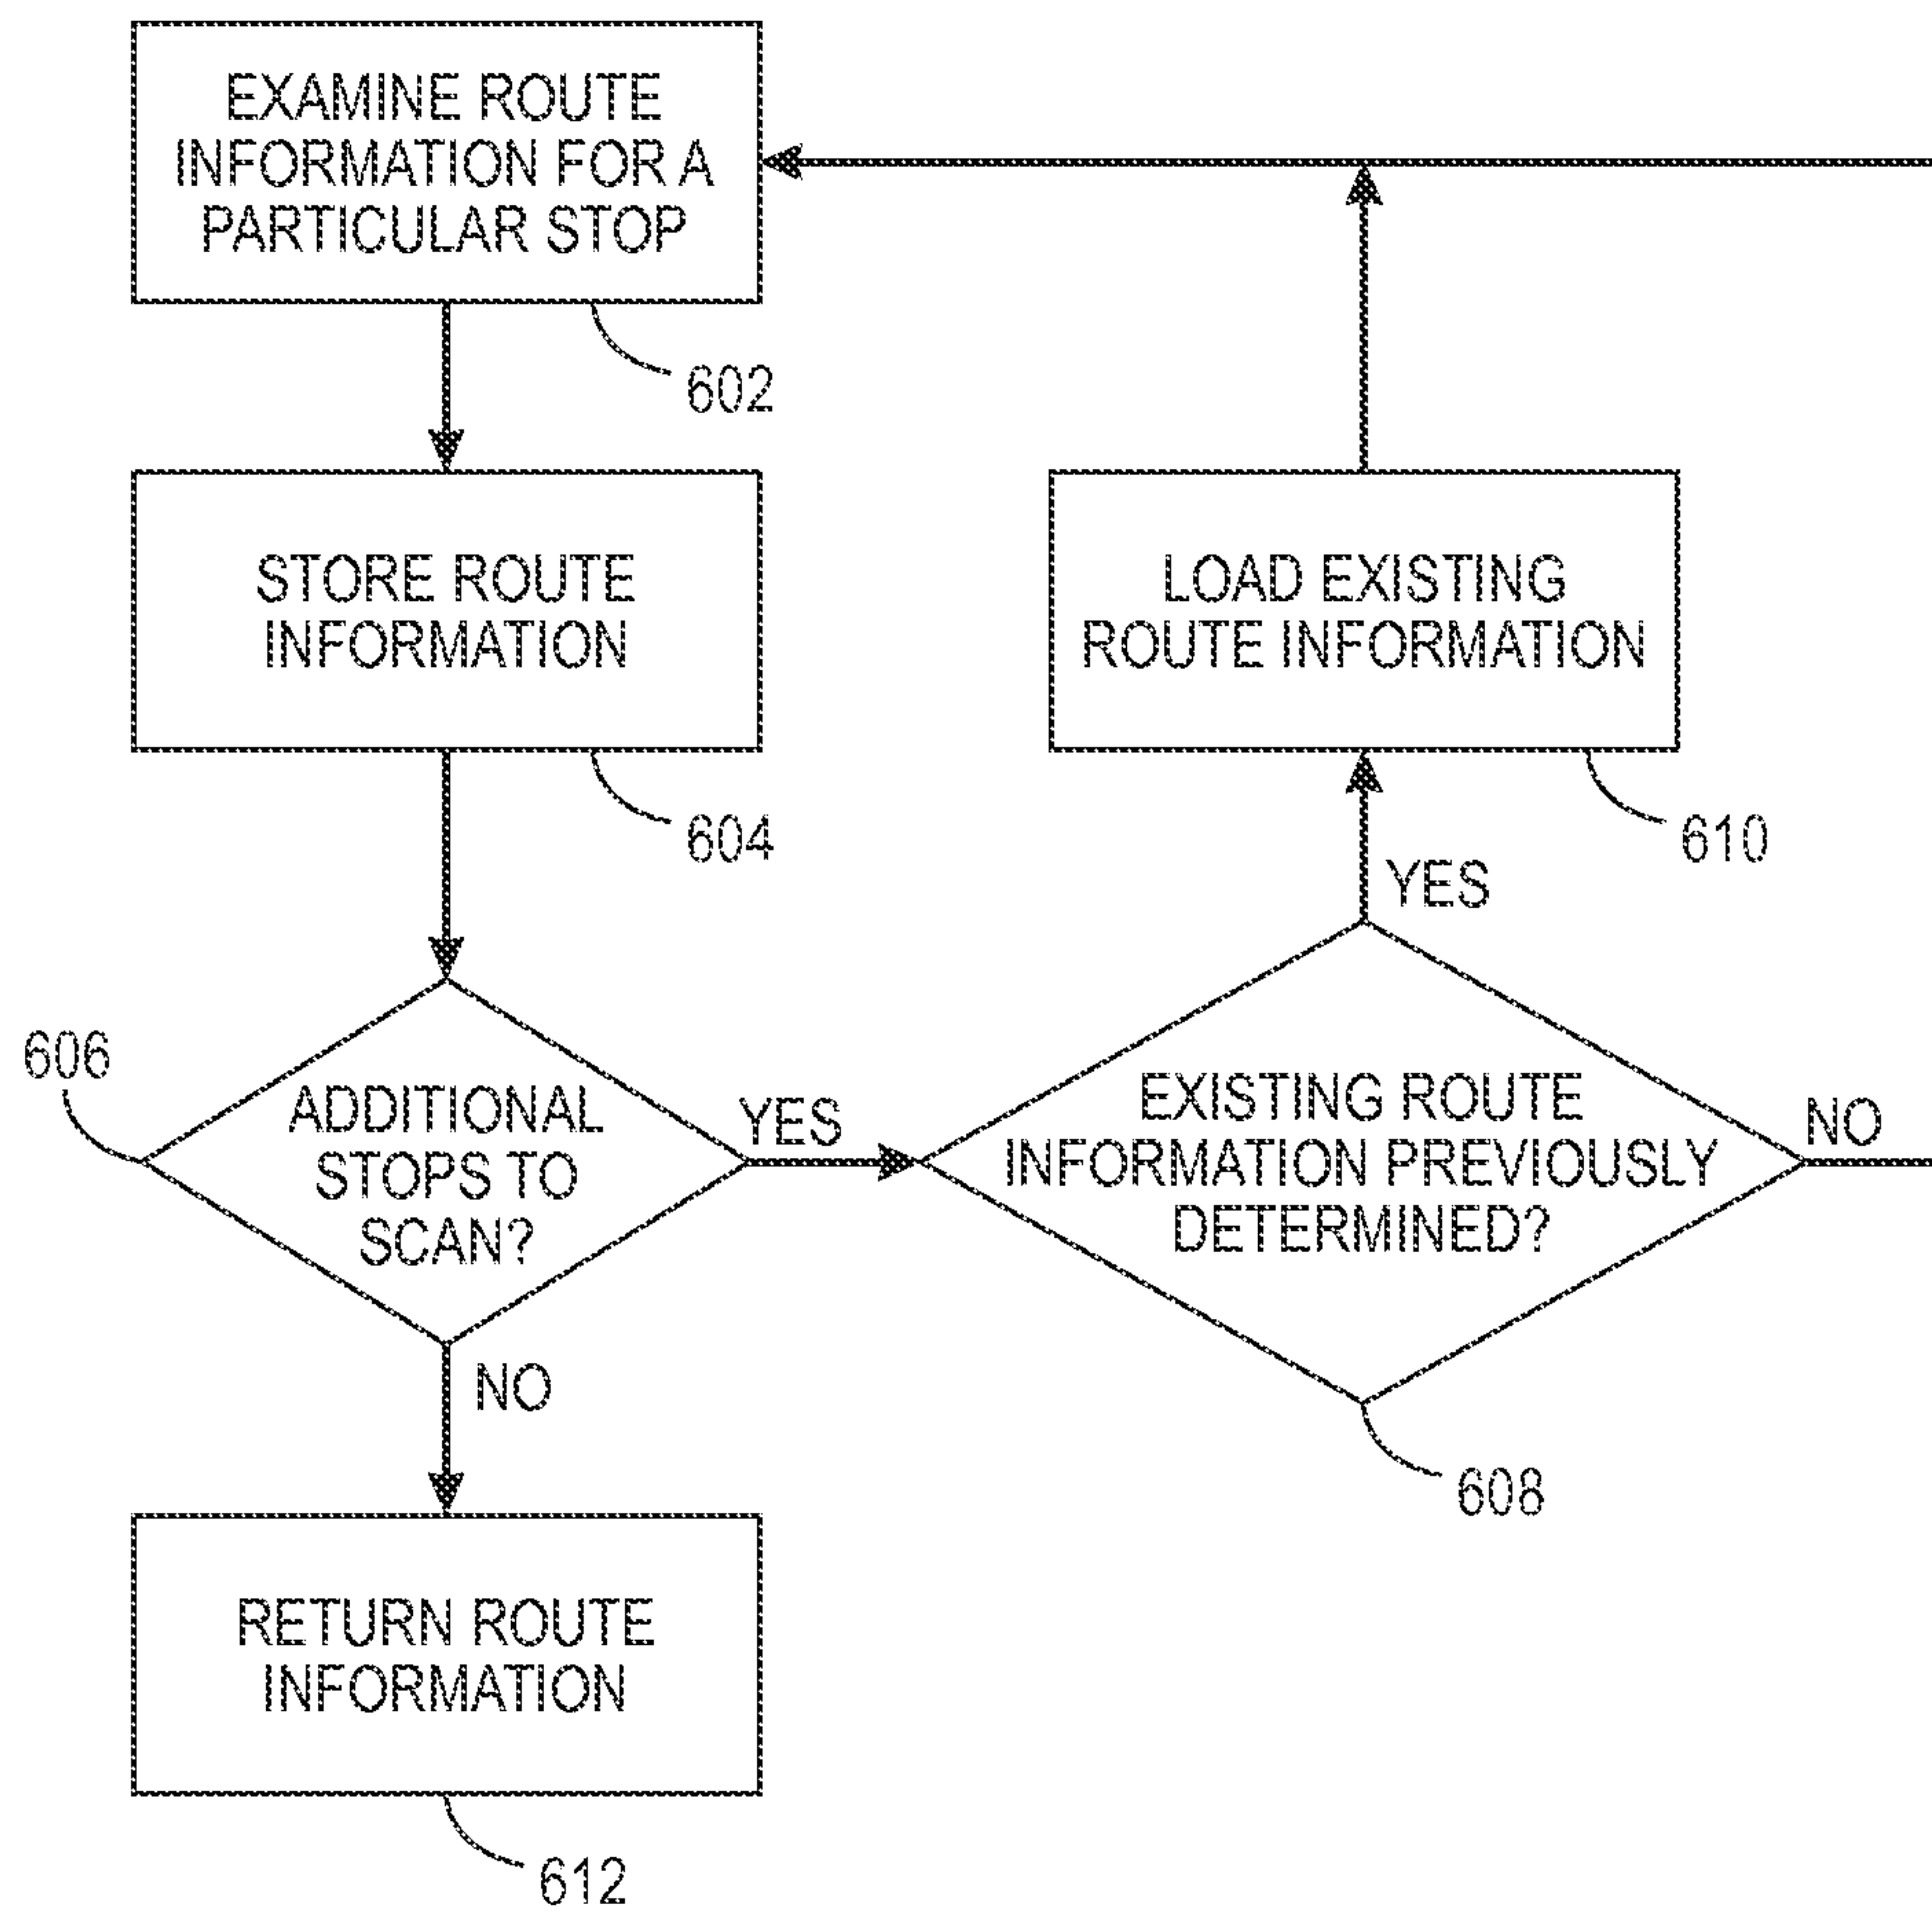 EXAMINE ROUTE
INFORMATION FOR A
PARTICULAR STOP
602
STORE ROUTE
INFORMATION
604
LOAD EXISTING
ROUTE INFORMATION
610
YES
606
ADDITIONAL
STOPS TO
SCAN?
YES
EXISTING ROUTE
INFORMATION PREVIOUSLY
DETERMINED?
NO
NO
608
RETURN ROUTE
INFORMATION
612